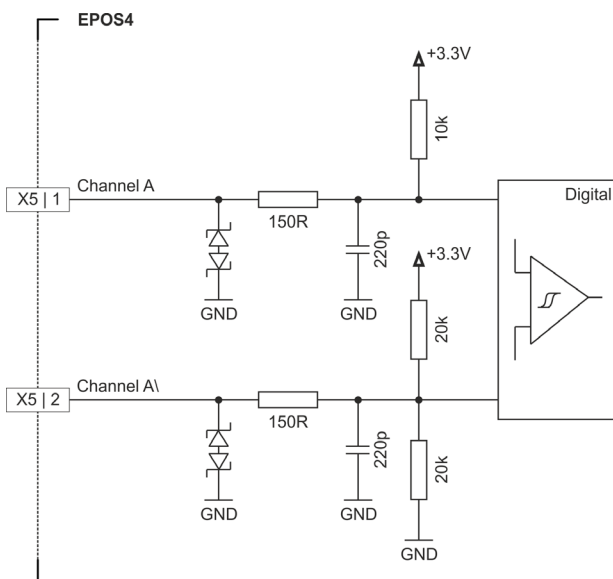 EPOS4
+3.3V
10k
Channel A
X5 | 1
Digital
150R
220p
+3.3V
GND
GND
20k
Channel A\
X5 | 2
150R
220p
20k
GND
GND
GND